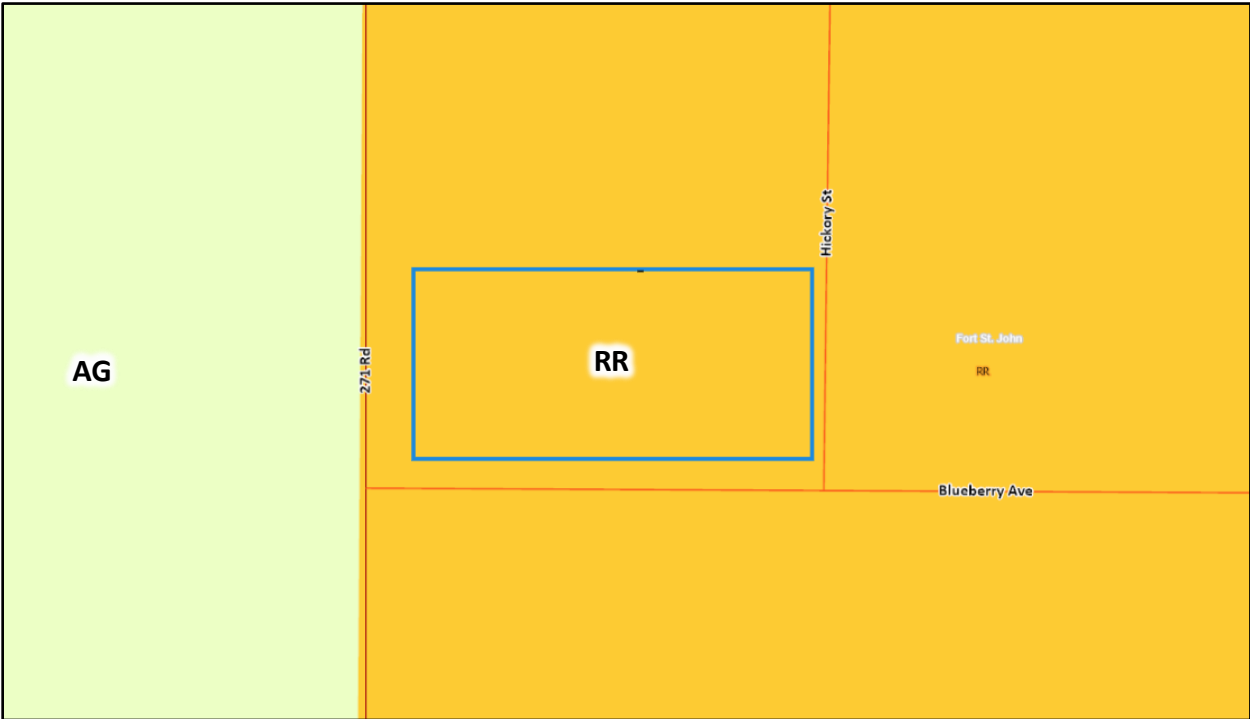 Hickory St
Fort St. John
271 Rd
AG
RR
RR
Blueberry Ave